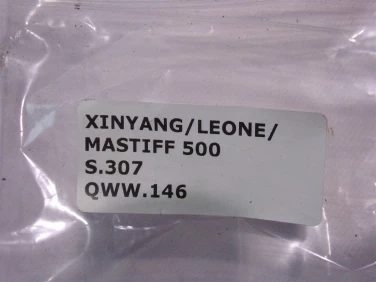 XINYANG/LEONE/
MASTIFF 500
S.307
QWW.146